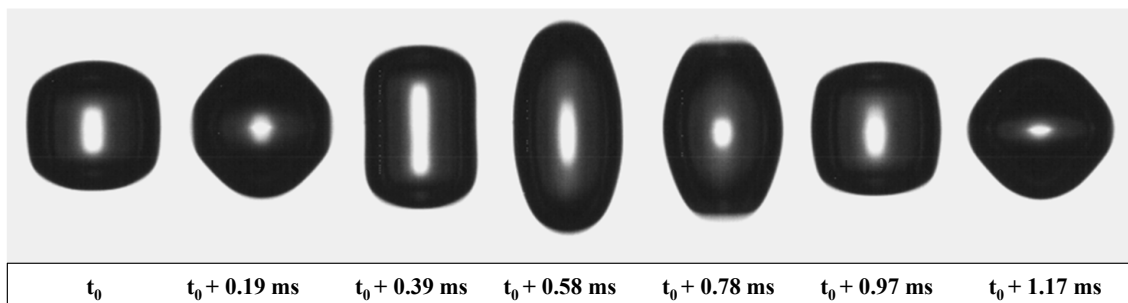 t₀ t₀ + 0.19 ms t₀ + 0.39 ms t₀ + 0.58 ms t₀ + 0.78 ms t₀ + 0.97 ms t₀ + 1.17 ms